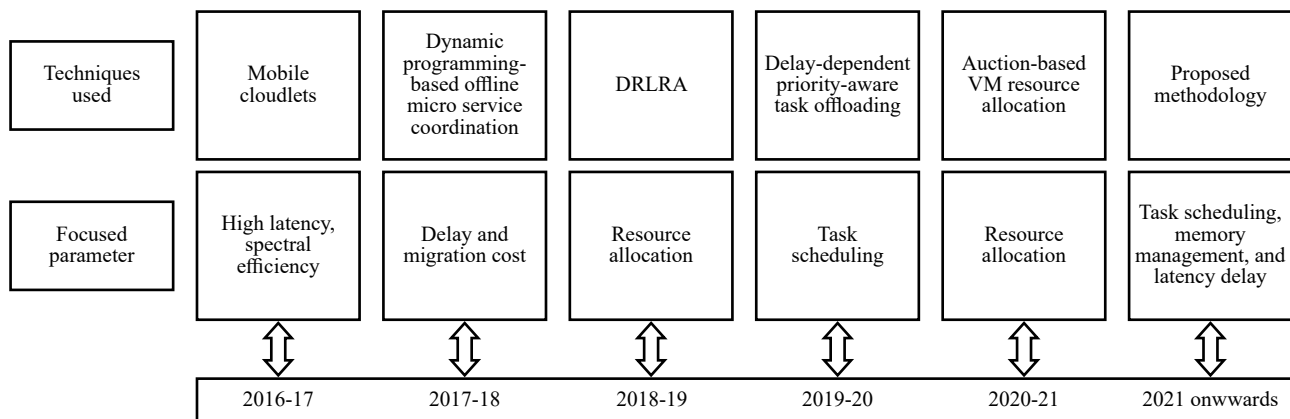 Techniques
used
Mobile
cloudlets
Dynamic
programming-
based offline
micro service
coordination
DRLRA
Delay-dependent
priority-aware
task offloading
Auction-based
VM resource
allocation
Proposed
methodology
Focused
parameter
High latency,
spectral
efficiency
Delay and
migration cost
Resource
allocation
Task
scheduling
Resource
allocation
Task scheduling,
memory
management, and
latency delay
2016-17
2017-18
2018-19
2019-20
2020-21
2021 onwwards